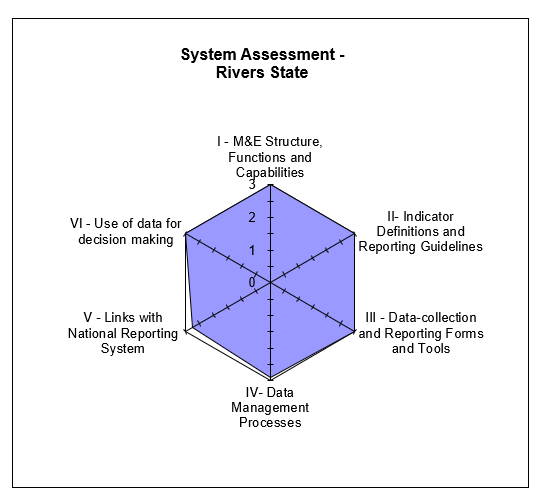 System Assessment -
Rivers State
I - M&E Structure,
Functions and
Capabilities
3
2
1
0
II- Indicator
Definitions and
Reporting Guidelines
III - Data-collection
and Reporting Forms
and Tools
IV- Data
Management
Processes
V - Links with
National Reporting
System
VI - Use of data for
decision making